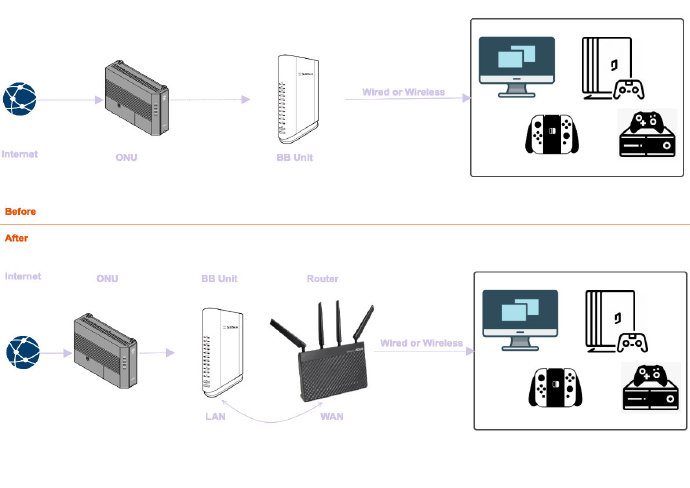 Wired or Wireless
Internet
ONU
BB Unit
Before
After
Internet
ONU
BB Unit
Router
Wired or Wireless
LAN
WAN